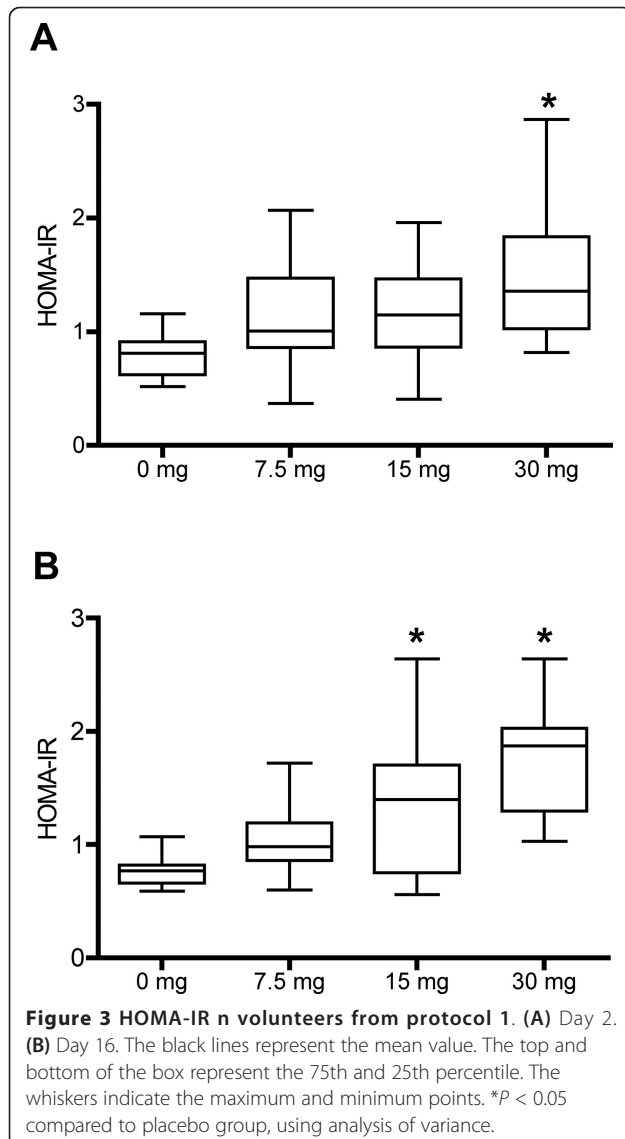 A
3
*
2
HOMA-IR
1
0
0 mg 7.5 mg 15 mg 30 mg
B
3
* *
2
HOMA-IR
1
0
0 mg 7.5 mg 15 mg 30 mg
Figure 3 HOMA-IR n volunteers from protocol 1. (A) Day 2.
(B) Day 16. The black lines represent the mean value. The top and
bottom of the box represent the 75th and 25th percentile. The
whiskers indicate the maximum and minimum points. *P < 0.05
compared to placebo group, using analysis of variance.